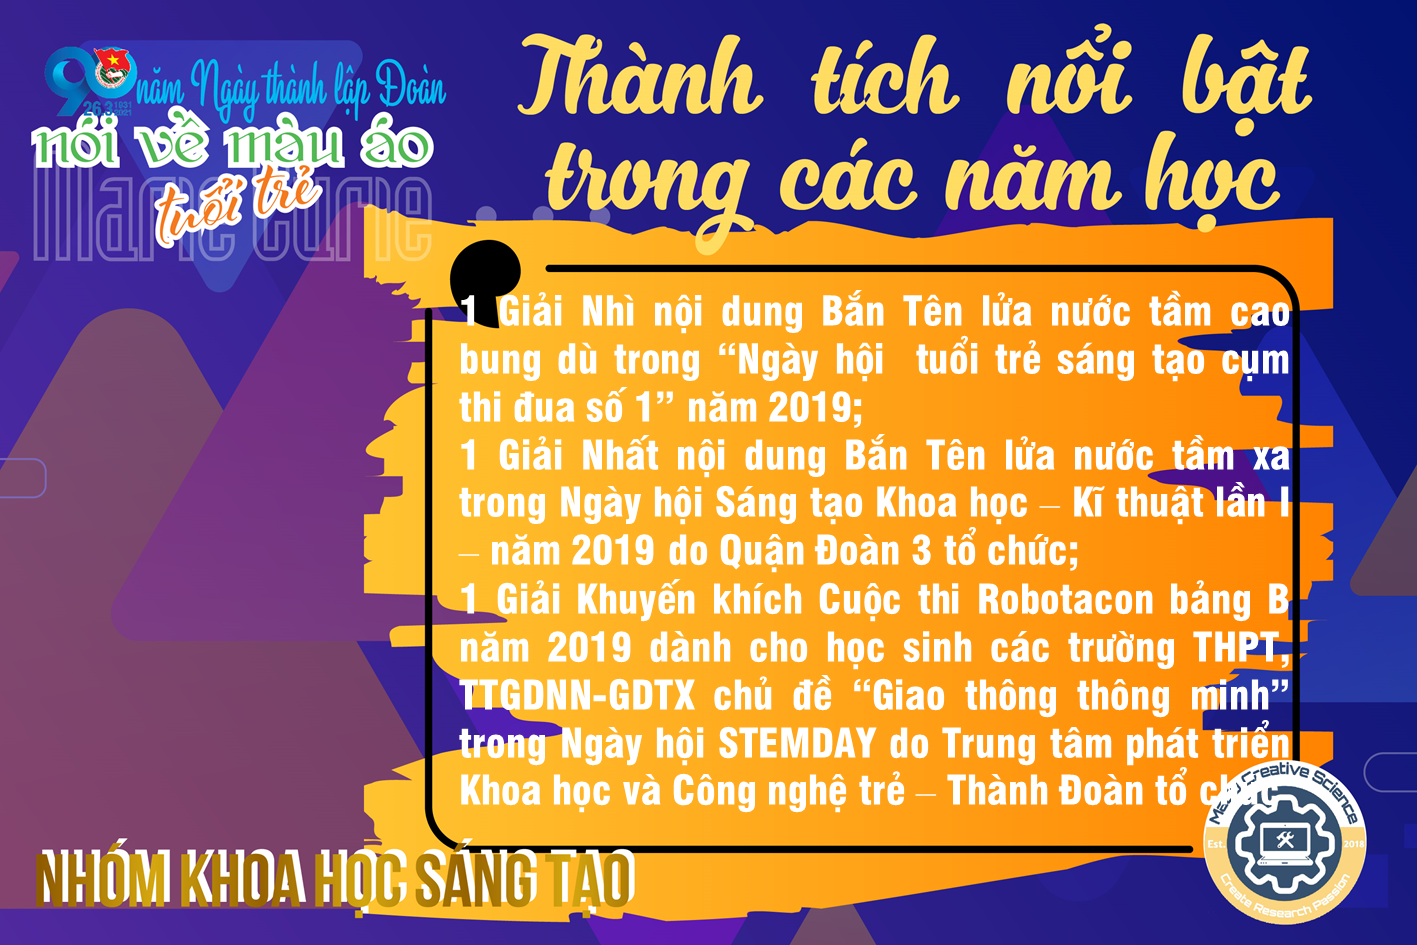 90 năm Ngày thành lập Đoàn
26.3 1931 2021
nói về màu áo
tuổi trẻ
Marie Curie
Thành tích nổi bật
trong các năm học
1 Giải Nhì nội dung Bắn Tên lửa nước tầm cao
bung dù trong “Ngày hội tuổi trẻ sáng tạo cụm
thi đua số 1” năm 2019;
1 Giải Nhất nội dung Bắn Tên lửa nước tầm xa
trong Ngày hội Sáng tạo Khoa học – Kĩ thuật lần I
– năm 2019 do Quận Đoàn 3 tổ chức;
1 Giải Khuyến khích Cuộc thi Robotacon bảng B
năm 2019 dành cho học sinh các trường THPT,
TTGDNN-GDTX chủ đề “Giao thông thông minh”
trong Ngày hội STEMDAY do Trung tâm phát triển
Khoa học và Công nghệ trẻ – Thành Đoàn tổ chức
NHÓM KHOA HỌC SÁNG TẠO
Creative Science
Est. 2018
Create Research Passion